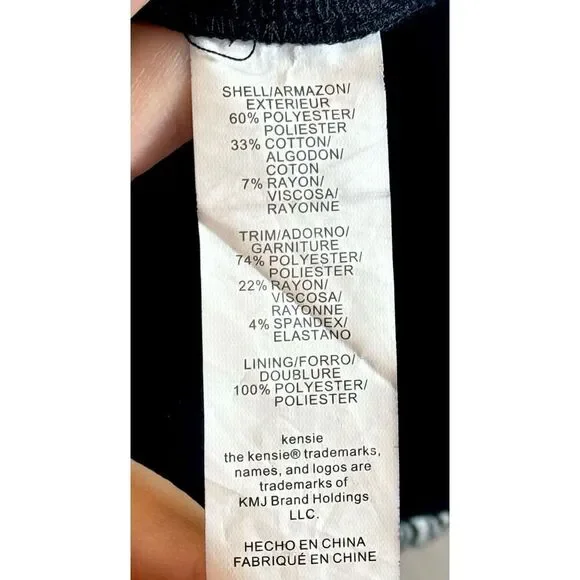 SHELL/ARMAZON/
EXTERIEUR
60% POLYESTER/
POLIESTER
33% COTTON/
ALGODON/
COTON
7% RAYON/
VISCOSA/
RAYONNE
TRIM/ADORNO/
GARNITURE
74% POLYESTER/
POLIESTER
22% RAYON/
VISCOSA/
RAYONNE
4% SPANDEX/
ELASTANO
LINING/FORRO/
DOUBLURE
100% POLYESTER/
POLIESTER
kensie
the kensie® trademarks,
names, and logos are
trademarks of
KMJ Brand Holdings
LLC.
HECHO EN CHINA
FABRIQUÉ EN CHINE